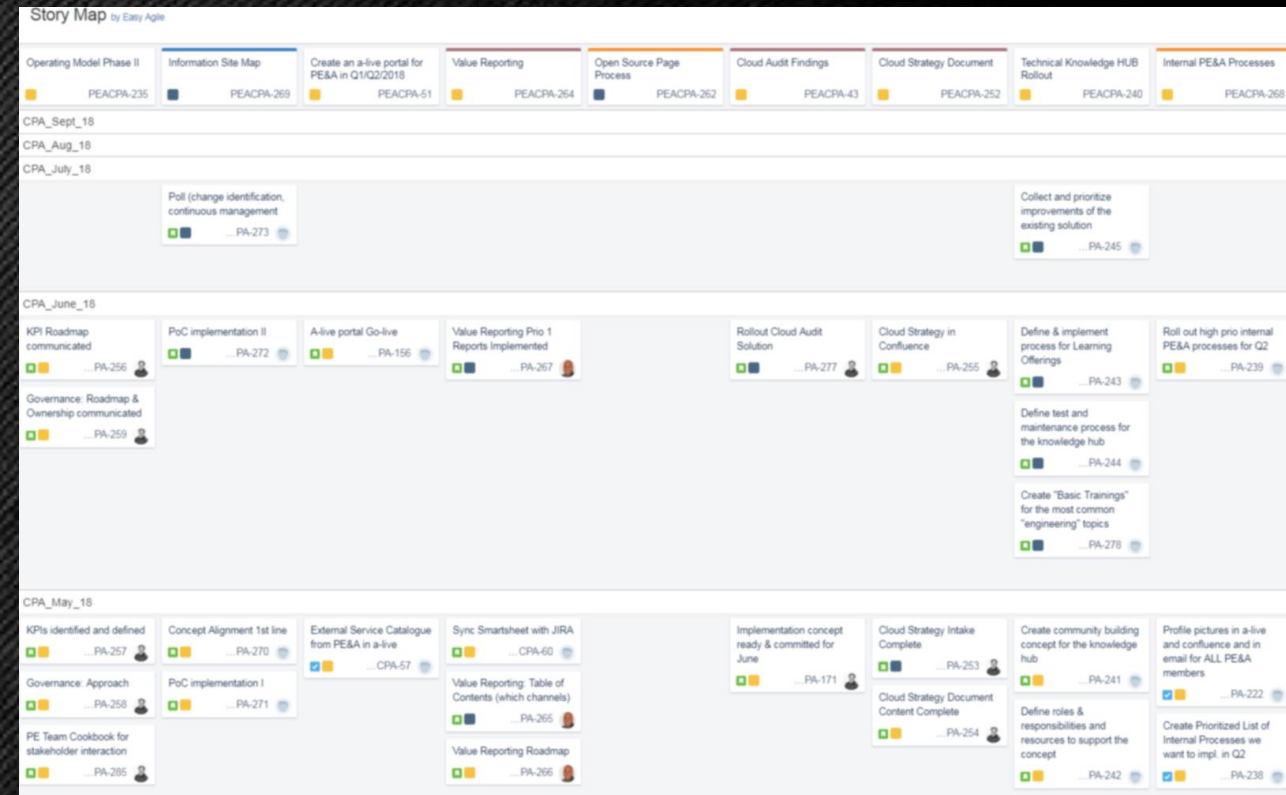 Story Map by Easy Agile
Operating Model Phase II
PEACPA-235
Information Site Map
PEACPA-269
Create an a-live portal for
PE&A in Q1/Q2/2018
PEACPA-51
Value Reporting
PEACPA-264
Open Source Page
Process
PEACPA-262
Cloud Audit Findings
PEACPA-43
Cloud Strategy Document
PEACPA-252
Technical Knowledge HUB
Rollout
PEACPA-240
Internal PE&A Processes
PEACPA-268
CPA_Sept_18
CPA_Aug_18
CPA_July_18
Poll (change identification,
continuous management
...PA-273
Collect and prioritize
improvements of the
existing solution
...PA-245
CPA_June_18
KPI Roadmap
communicated
...PA-256
Governance: Roadmap &
Ownership communicated
...PA-259
PoC implementation II
...PA-272
A-live portal Go-live
...PA-156
Value Reporting Prio 1
Reports Implemented
...PA-267
Rollout Cloud Audit
Solution
...PA-277
Cloud Strategy in
Confluence
...PA-255
Define & implement
process for Learning
Offerings
...PA-243
Define test and
maintenance process for
the knowledge hub
...PA-244
Create "Basic Trainings"
for the most common
"engineering" topics
...PA-278
Roll out high prio internal
PE&A processes for Q2
...PA-239
CPA_May_18
KPIs identified and defined
...PA-257
Governance: Approach
...PA-258
PE Team Cookbook for
stakeholder interaction
...PA-285
Concept Alignment 1st line
...PA-270
PoC implementation I
...PA-271
External Service Catalogue
from PE&A in a-live
...CPA-57
Sync Smartsheet with JIRA
...CPA-60
Value Reporting: Table of
Contents (which channels)
...PA-265
Value Reporting Roadmap
...PA-266
Implementation concept
ready & committed for
June
...PA-171
Cloud Strategy Intake
Complete
...PA-253
Cloud Strategy Document
Content Complete
...PA-254
Create community building
concept for the knowledge
hub
...PA-241
Define roles &
responsibilities and
resources to support the
concept
...PA-242
Profile pictures in a-live
and confluence and in
email for ALL PE&A
members
...PA-222
Create Prioritized List of
Internal Processes we
want to impl. in Q2
...PA-238